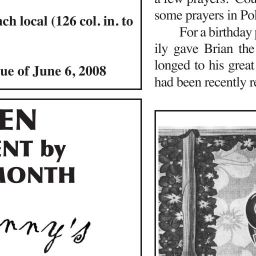 ach local (126 col. in. to
ue of June 6, 2008
EN
ENT by
MONTH
nny's
a few prayers. Cou
some prayers in Pol
For a birthday p
ily gave Brian the
longed to his great
had been recently re